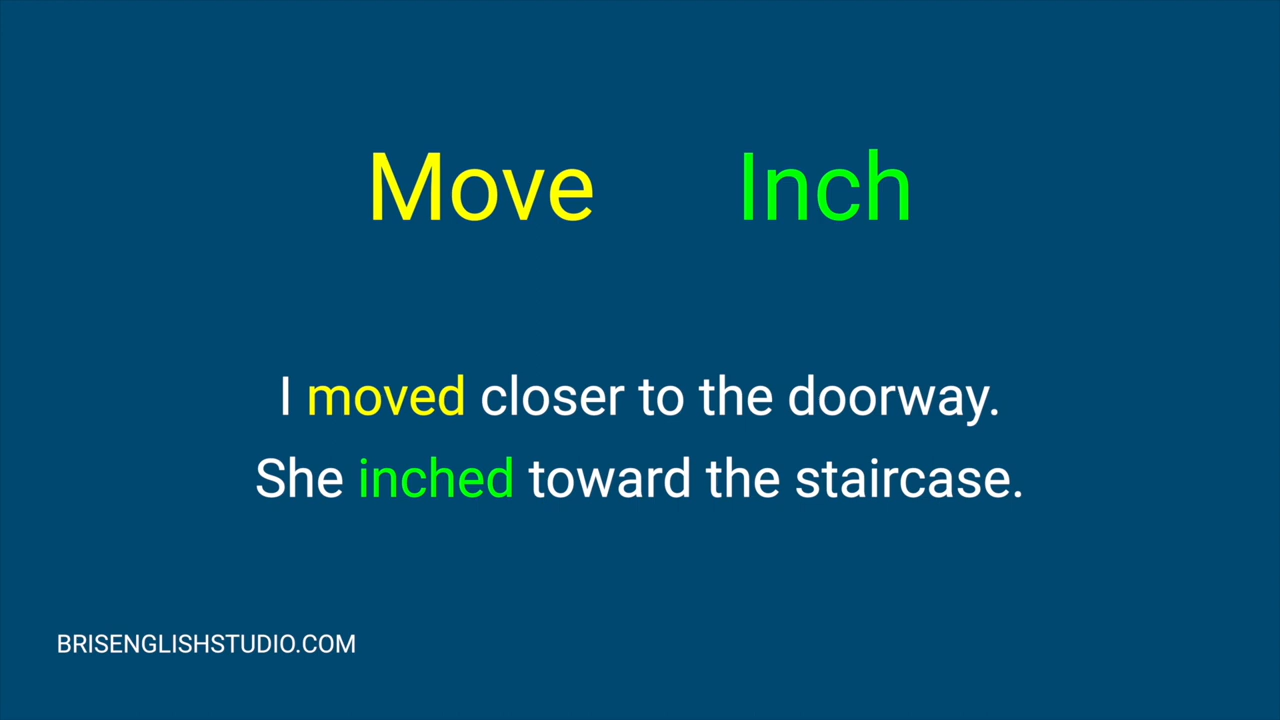 Move Inch
I moved closer to the doorway.
She inched toward the staircase.
BRISENGLISHSTUDIO.COM